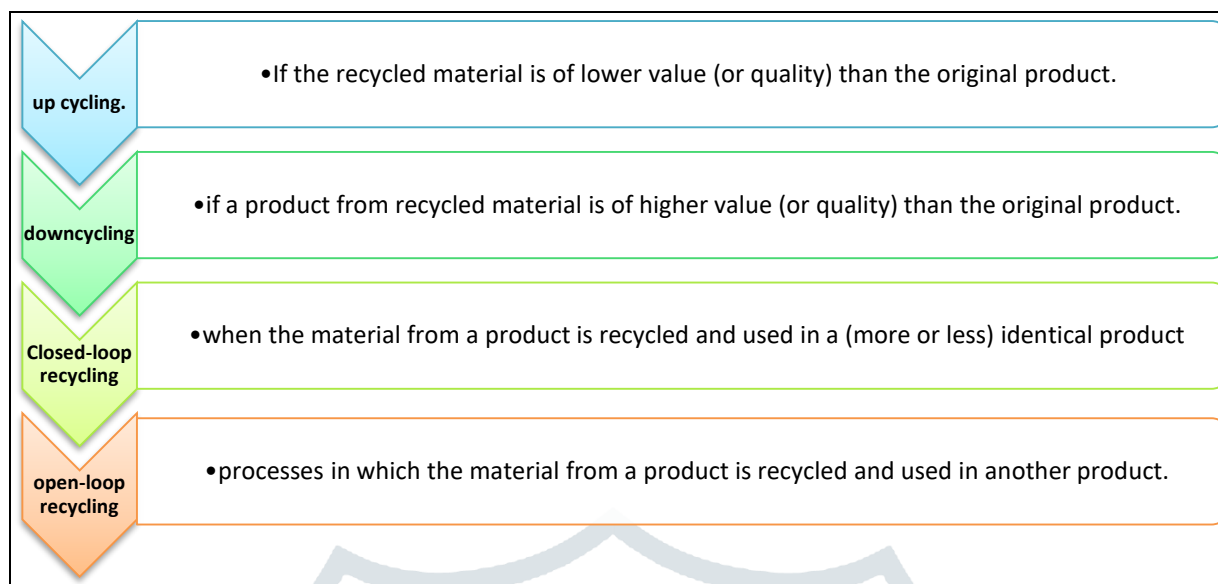 up cycling.
•If the recycled material is of lower value (or quality) than the original product.
downcycling
•if a product from recycled material is of higher value (or quality) than the original product.
Closed-loop
recycling
•when the material from a product is recycled and used in a (more or less) identical product
open-loop
recycling
•processes in which the material from a product is recycled and used in another product.